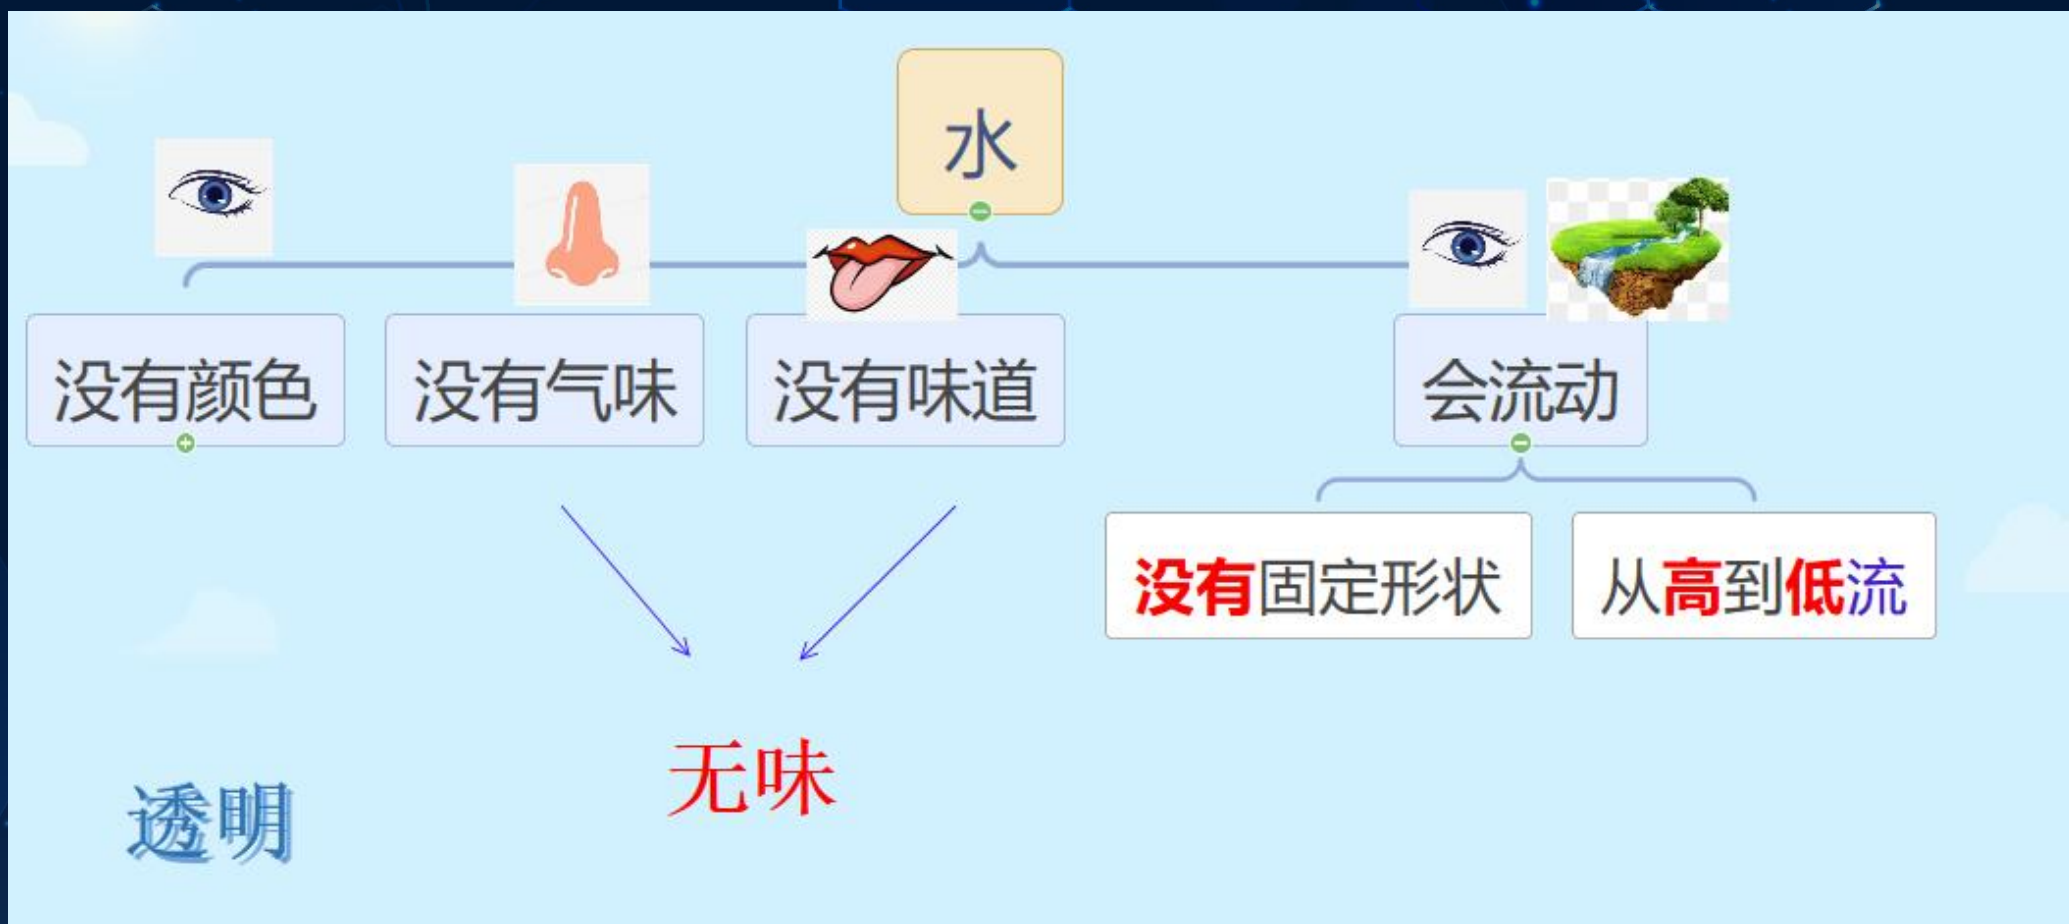 水
没有颜色
没有气味
没有味道
会流动
没有固定形状
从高到低流
无味
透明